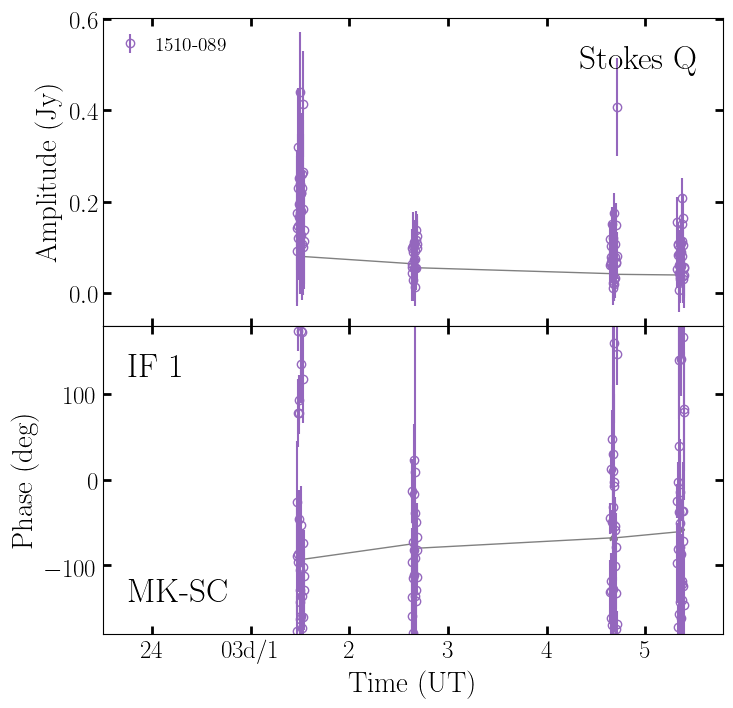 1510-089
Stokes Q
0.6
0.4
0.2
0.0
Amplitude (Jy)
IF 1
100
0
−100
Phase (deg)
MK-SC
24 03d/1 2 3 4 5
Time (UT)